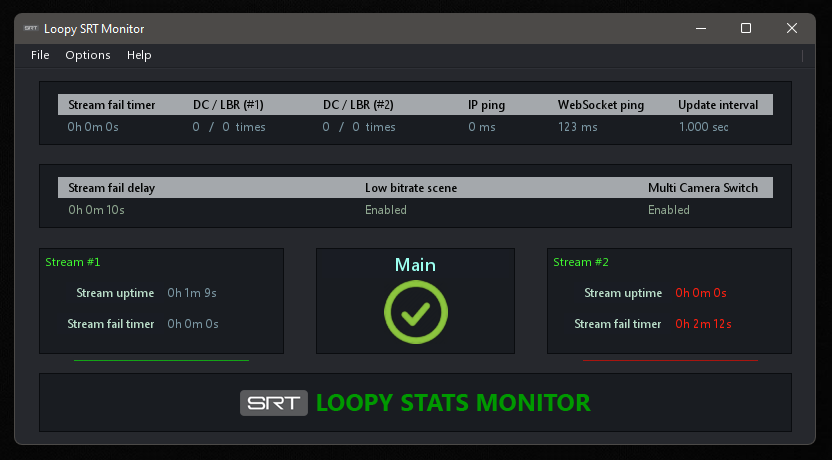 SRT Loopy SRT Monitor
File Options Help
Stream fail timer DC / LBR (#1) DC / LBR (#2) IP ping WebSocket ping Update interval
0h 0m 0s 0 / 0 times 0 / 0 times 0 ms 123 ms 1.000 sec
Stream fail delay Low bitrate scene Multi Camera Switch
0h 0m 10s Enabled Enabled
Stream #1
Stream uptime 0h 1m 9s
Stream fail timer 0h 0m 0s
Main
Stream #2
Stream uptime 0h 0m 0s
Stream fail timer 0h 2m 12s
SRT LOOPY STATS MONITOR